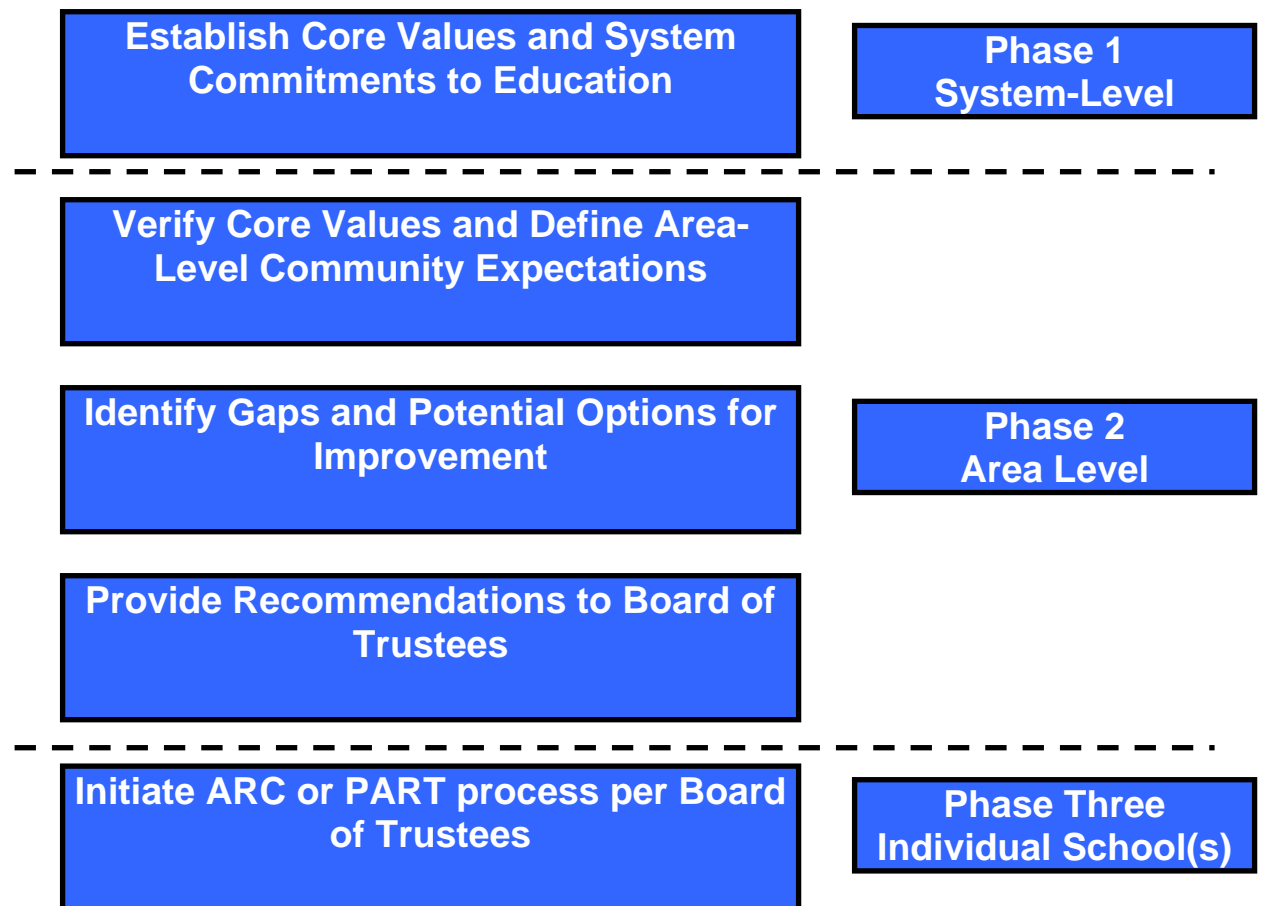 Establish Core Values and System
Commitments to Education
Phase 1
System-Level
Verify Core Values and Define Area-
Level Community Expectations
Identify Gaps and Potential Options for
Improvement
Phase 2
Area Level
Provide Recommendations to Board of
Trustees
Initiate ARC or PART process per Board
of Trustees
Phase Three
Individual School(s)